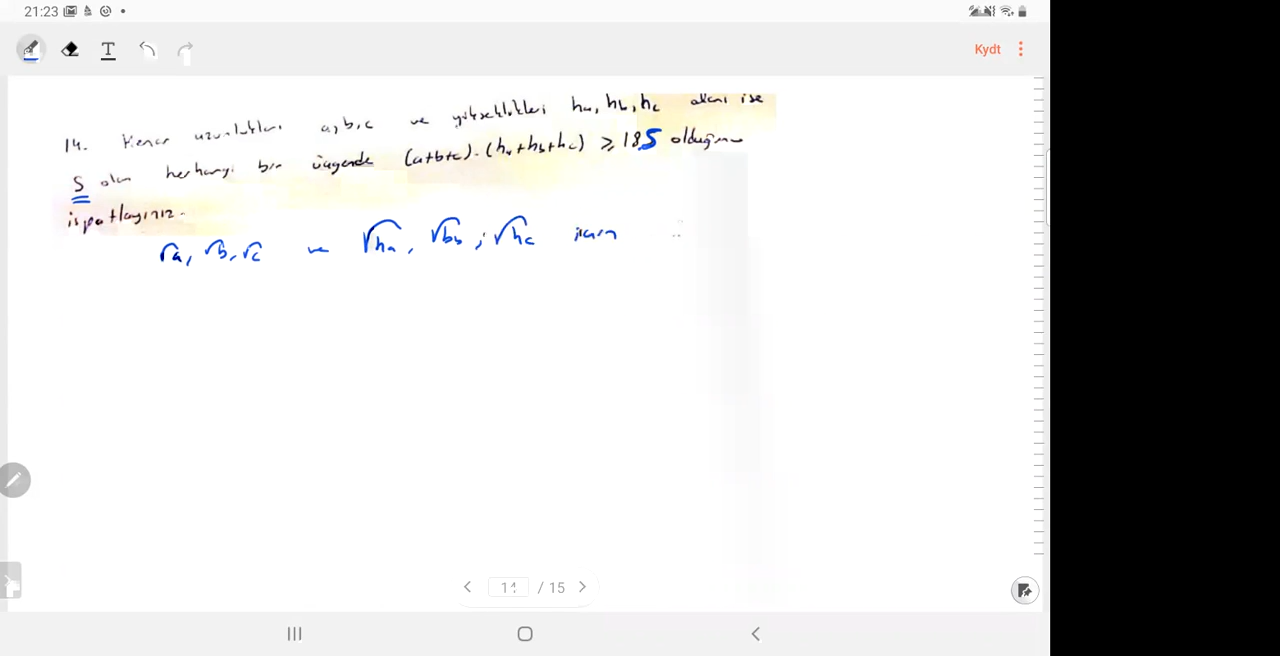 21:23
T
Kydt
14. Kenar uzunlukları a, b, c ve yükseklikleri ha, hb, hc alanı ise
S olan herhangi bir üçgende (a+b+c).(ha+hb+hc) ≥ 18S olduğunu
ispatlayınız.
√a, √b, √c ve √ha, √hb, √hc için
14 / 15